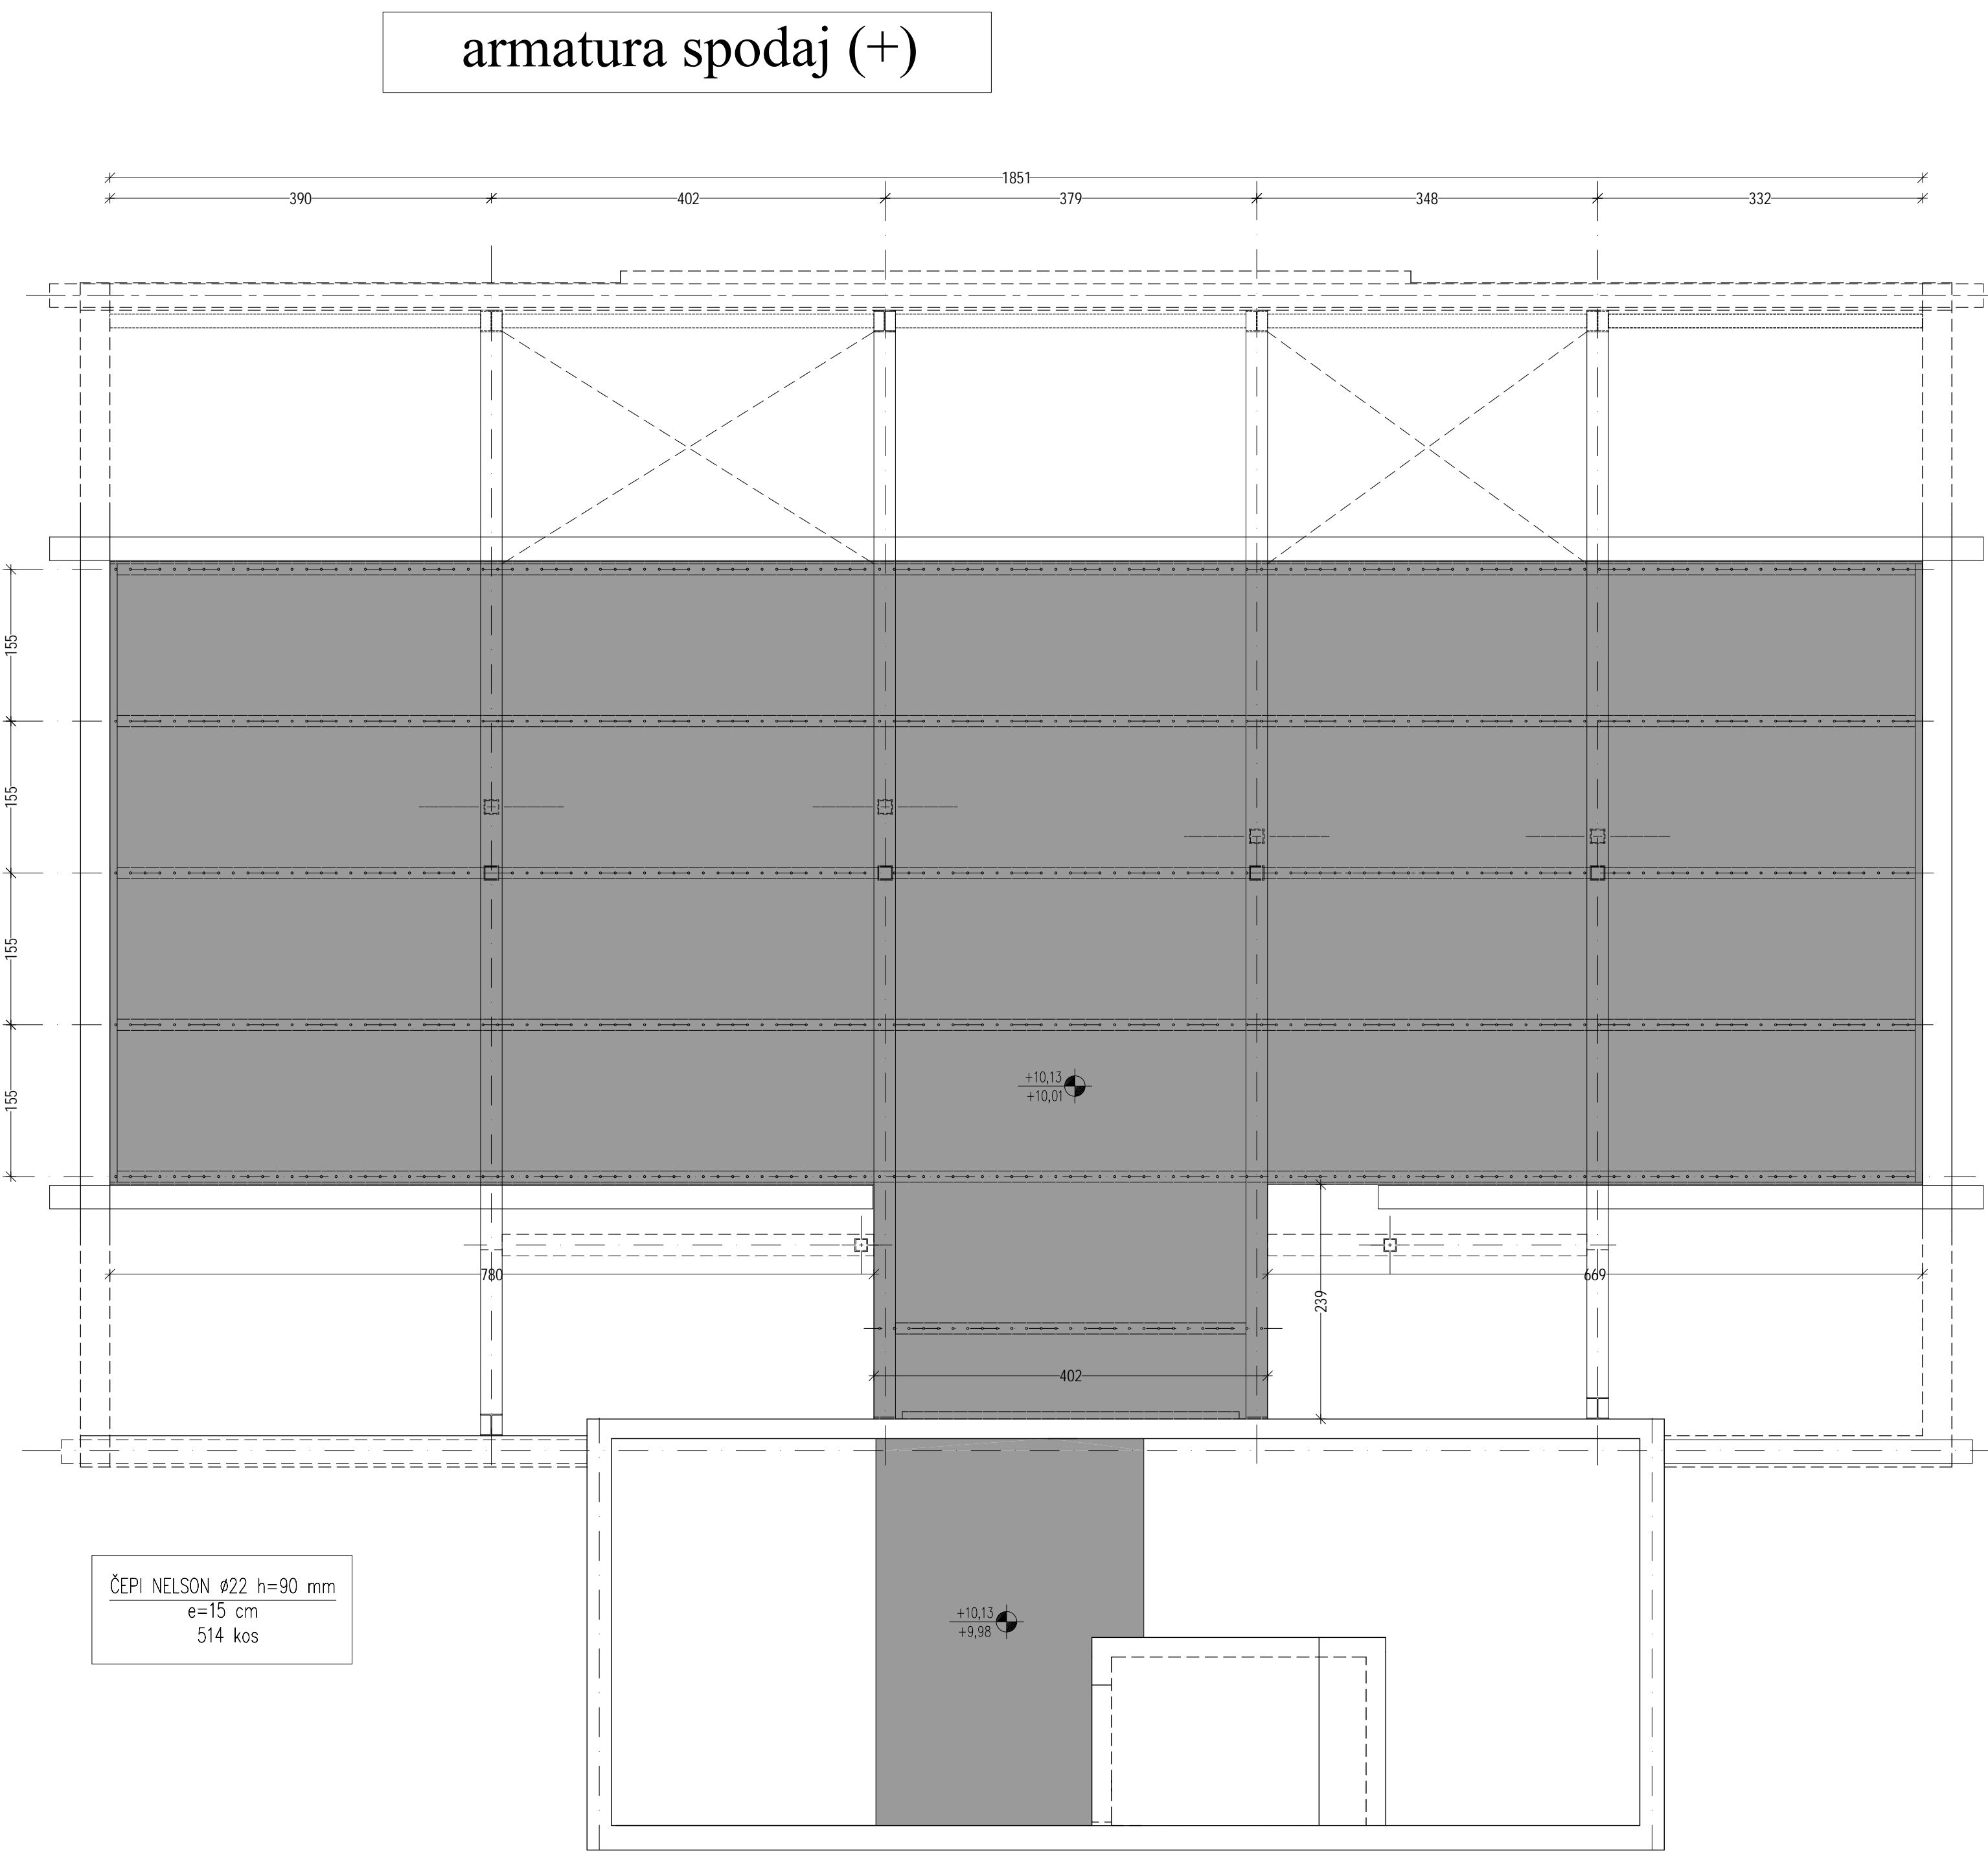 armatura spodaj (+)
1851
390 402 379 348 332
155
155
155
155
+10,13
+10,01
780
669
239
402
+10,13
+9,98
ČEPI NELSON ø22 h=90 mm
e=15 cm
514 kos